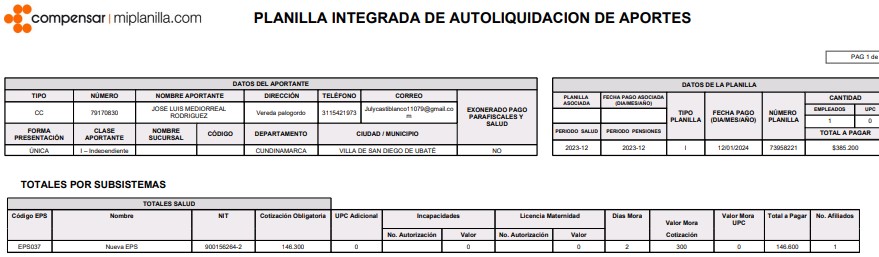 compensar | miplanilla.com
PLANILLA INTEGRADA DE AUTOLIQUIDACION DE APORTES
PAG 1 de
DATOS DEL APORTANTE
TIPO NÚMERO NOMBRE APORTANTE DIRECCIÓN TELÉFONO CORREO EXONERADO PAGO PARAFISCALES Y SALUD
CC 79170830 JOSE LUIS MEDIORREAL RODRIGUEZ Vereda palogordo 3115421973 Julycastiblanco11079@gmail.com
FORMA PRESENTACIÓN CLASE APORTANTE NOMBRE SUCURSAL CÓDIGO DEPARTAMENTO CIUDAD / MUNICIPIO
ÚNICA I – Independiente CUNDINAMARCA VILLA DE SAN DIEGO DE UBATÉ NO
DATOS DE LA PLANILLA
PLANILLA ASOCIADA FECHA PAGO ASOCIADA (DIA/MES/AÑO) TIPO PLANILLA FECHA PAGO (DIA/MES/AÑO) NÚMERO PLANILLA CANTIDAD
EMPLEADOS UPC
1 0
PERIODO SALUD PERIODO PENSIONES TOTAL A PAGAR
2023-12 2023-12 I 12/01/2024 73958221 $385.200
TOTALES POR SUBSISTEMAS
TOTALES SALUD
Código EPS Nombre NIT Cotización Obligatoria UPC Adicional Incapacidades Licencia Maternidad Días Mora Valor Mora Cotización Valor Mora UPC Total a Pagar No. Afiliados
No. Autorización Valor No. Autorización Valor
EPS037 Nueva EPS 900156264-2 146.300 0 0 0 2 300 0 146.600 1